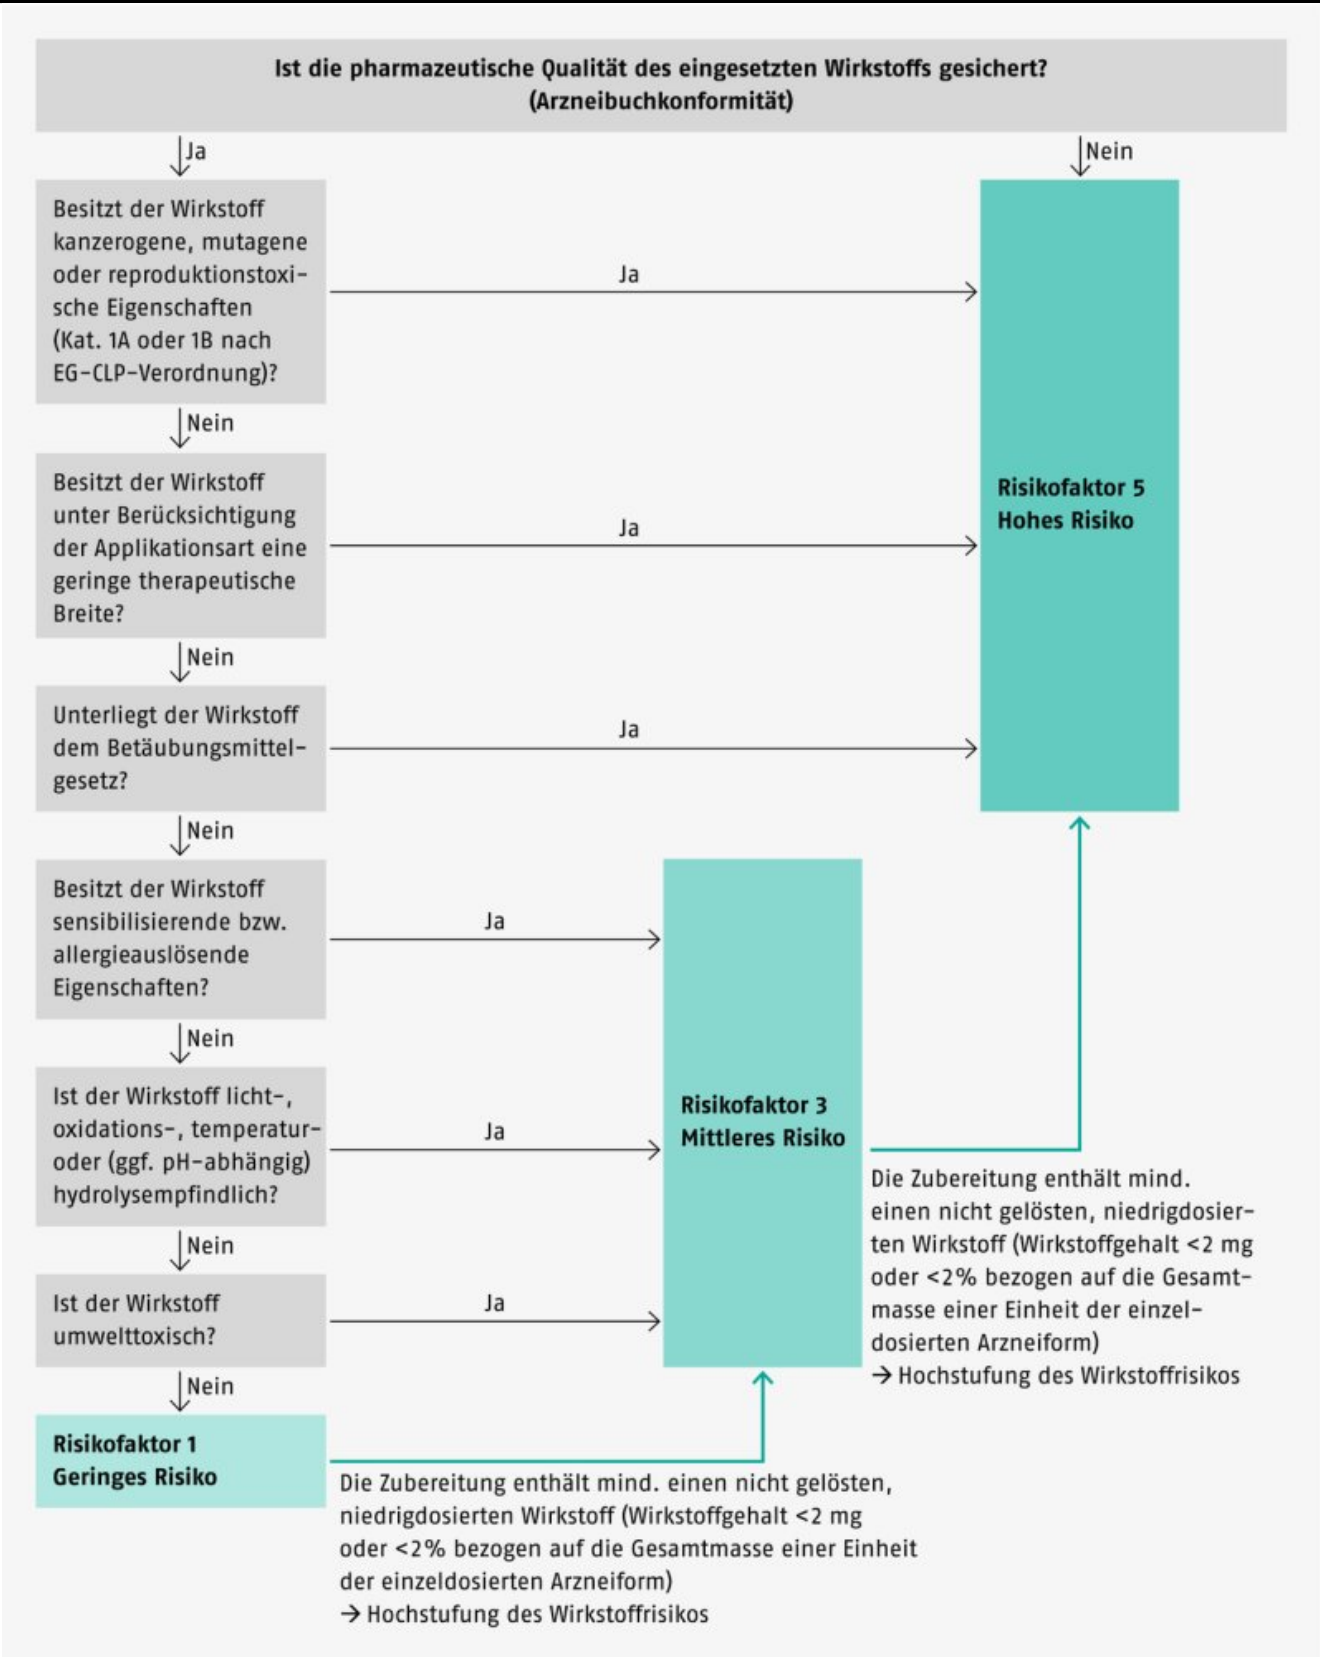 Ist die pharmazeutische Qualität des eingesetzten Wirkstoffs gesichert?
(Arzneibuchkonformität)
Ja
Nein
Besitzt der Wirkstoff
kanzerogene, mutagene
oder reproduktionstoxi-
sche Eigenschaften
(Kat. 1A oder 1B nach
EG-CLP-Verordnung)?
Ja
Nein
Besitzt der Wirkstoff
unter Berücksichtigung
der Applikationsart eine
geringe therapeutische
Breite?
Ja
Risikofaktor 5
Hohes Risiko
Nein
Unterliegt der Wirkstoff
dem Betäubungsmittel-
gesetz?
Ja
Nein
Besitzt der Wirkstoff
sensibilisierende bzw.
allergieauslösende
Eigenschaften?
Ja
Nein
Ist der Wirkstoff licht-,
oxidations-, temperatur-
oder (ggf. pH-abhängig)
hydrolysempfindlich?
Ja
Risikofaktor 3
Mittleres Risiko
Die Zubereitung enthält mind.
einen nicht gelösten, niedrigdosier-
ten Wirkstoff (Wirkstoffgehalt <2 mg
oder <2% bezogen auf die Gesamt-
masse einer Einheit der einzel-
dosierten Arzneiform)
→ Hochstufung des Wirkstoffrisikos
Nein
Ist der Wirkstoff
umwelttoxisch?
Ja
Nein
Risikofaktor 1
Geringes Risiko
Die Zubereitung enthält mind. einen nicht gelösten,
niedrigdosierten Wirkstoff (Wirkstoffgehalt <2 mg
oder <2% bezogen auf die Gesamtmasse einer Einheit
der einzeldosierten Arzneiform)
→ Hochstufung des Wirkstoffrisikos